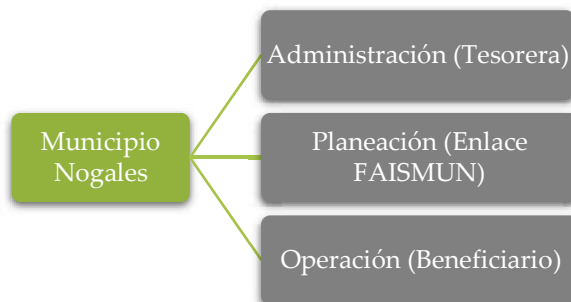 Municipio
Nogales
Administración (Tesorera)
Planeación (Enlace
FAISMUN)
Operación (Beneficiario)